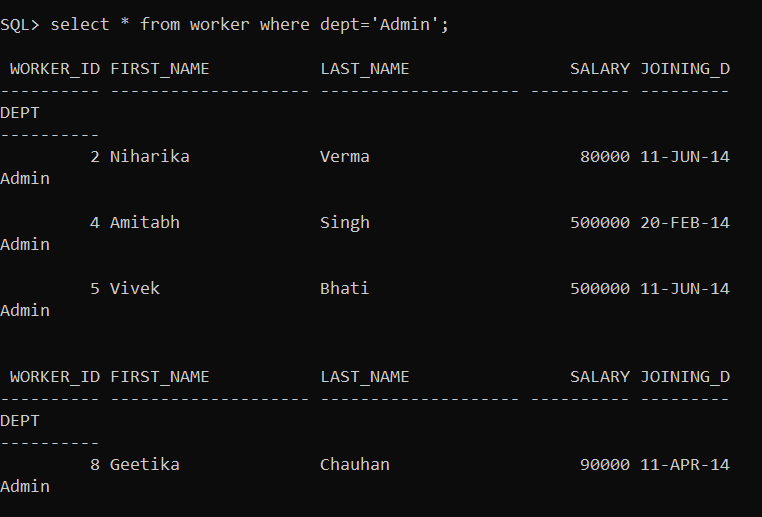 SQL> select * from worker where dept='Admin';
 WORKER_ID FIRST_NAME           LAST_NAME                SALARY JOINING_D
---------- -------------------- -------------------- ---------- ---------
DEPT
----------
         2 Niharika             Verma                     80000 11-JUN-14
Admin
         4 Amitabh              Singh                    500000 20-FEB-14
Admin
         5 Vivek                Bhati                    500000 11-JUN-14
Admin
 WORKER_ID FIRST_NAME           LAST_NAME                SALARY JOINING_D
---------- -------------------- -------------------- ---------- ---------
DEPT
----------
         8 Geetika              Chauhan                   90000 11-APR-14
Admin